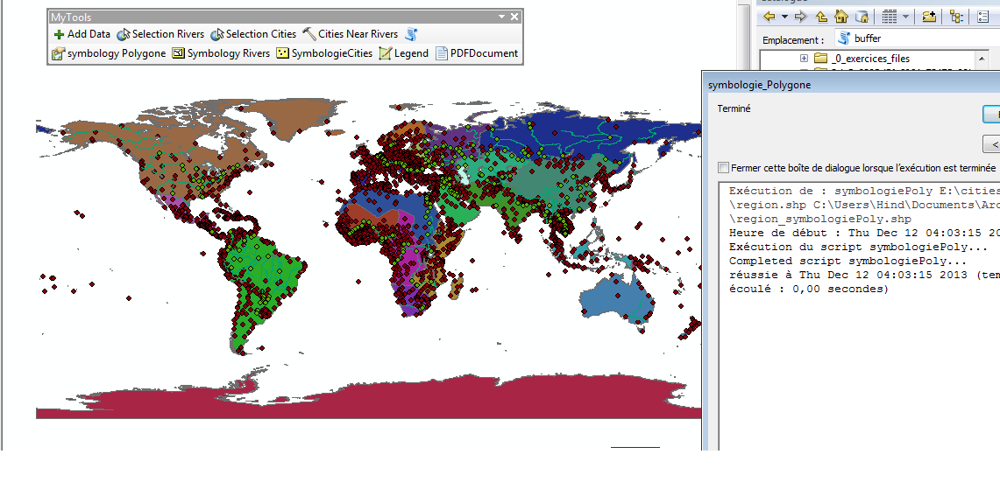 MyTools
Add Data Selection Rivers Selection Cities Cities Near Rivers
symbology Polygone Symbology Rivers SymbologieCities Legend PDFDocument
Emplacement : buffer
_0_exercices_files
symbologie_Polygone
Terminé
<
Fermer cette boîte de dialogue lorsque l'exécution est terminée
Exécution de : symbologiePoly E:\cities
\region.shp C:\Users\Hind\Documents\Arc
\region_symbologiePoly.shp
Heure de début : Thu Dec 12 04:03:15 20
Exécution du script symbologiePoly...
Completed script symbologiePoly...
réussie à Thu Dec 12 04:03:15 2013 (tem
écoulé : 0,00 secondes)